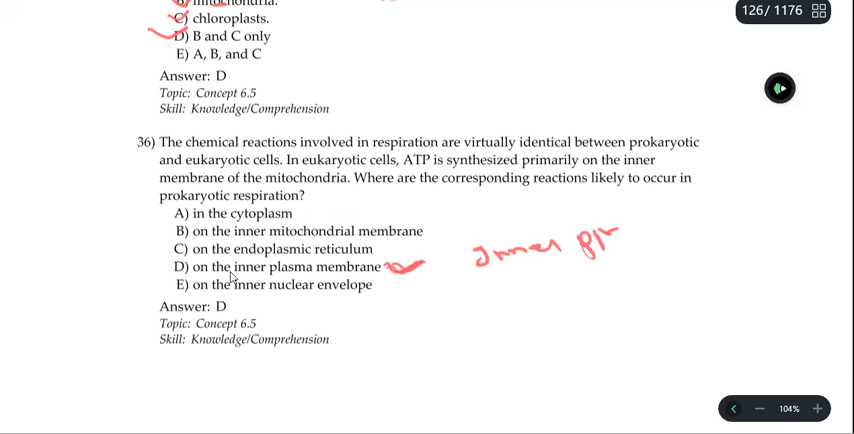 B) mitochondria.
126/ 1176
C) chloroplasts.
D) B and C only
E) A, B, and C
Answer: D
Topic: Concept 6.5
Skill: Knowledge/Comprehension
36) The chemical reactions involved in respiration are virtually identical between prokaryotic
and eukaryotic cells. In eukaryotic cells, ATP is synthesized primarily on the inner
membrane of the mitochondria. Where are the corresponding reactions likely to occur in
prokaryotic respiration?
A) in the cytoplasm
B) on the inner mitochondrial membrane
C) on the endoplasmic reticulum
D) on the inner plasma membrane
E) on the inner nuclear envelope
Inner
Answer: D
Topic: Concept 6.5
Skill: Knowledge/Comprehension
104%